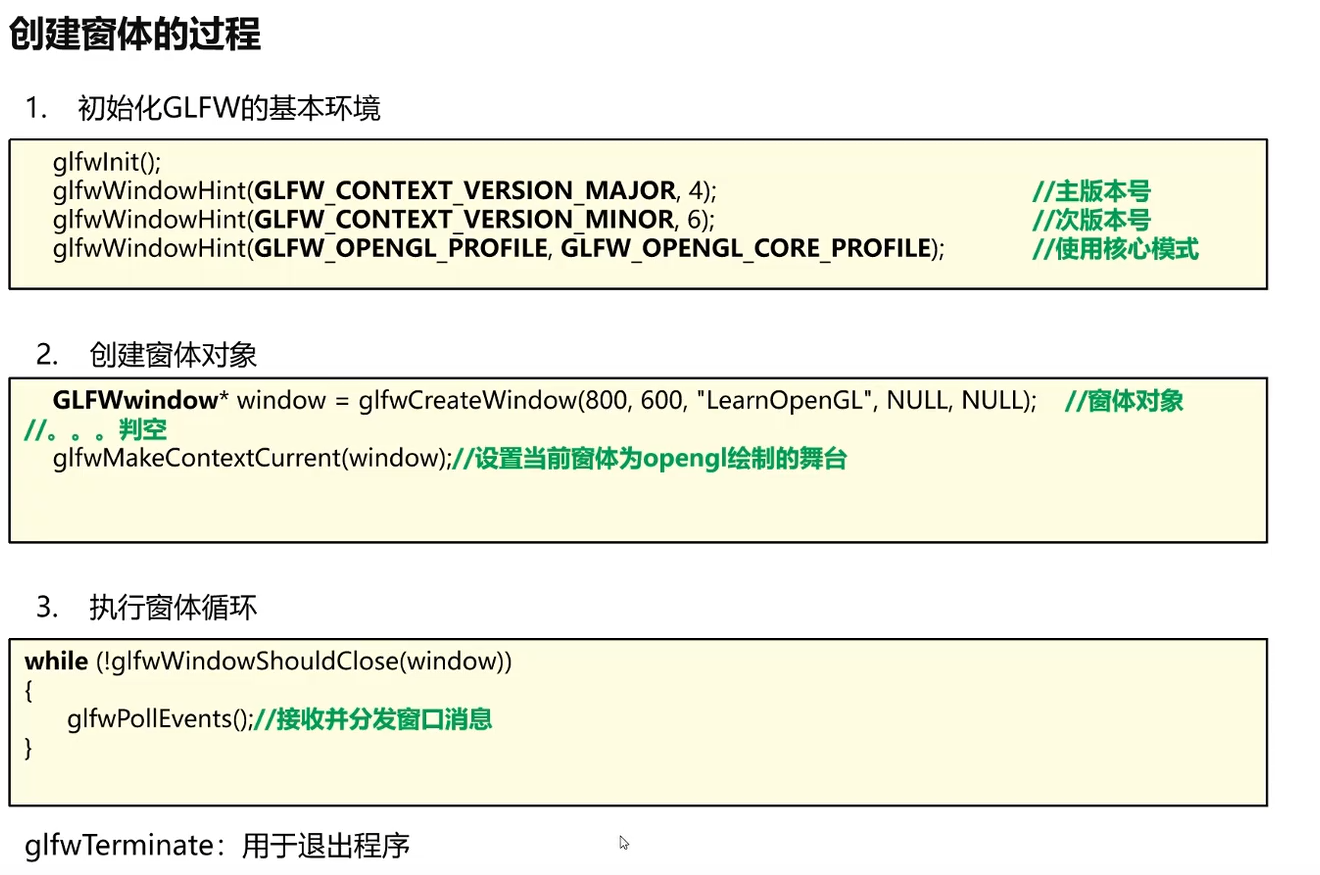 创建窗体的过程
1. 初始化GLFW的基本环境
glfwInit();
glfwWindowHint(GLFW_CONTEXT_VERSION_MAJOR, 4); //主版本号
glfwWindowHint(GLFW_CONTEXT_VERSION_MINOR, 6); //次版本号
glfwWindowHint(GLFW_OPENGL_PROFILE, GLFW_OPENGL_CORE_PROFILE); //使用核心模式
2. 创建窗体对象
GLFWwindow* window = glfwCreateWindow(800, 600, "LearnOpenGL", NULL, NULL); //窗体对象
//。。。判空
glfwMakeContextCurrent(window);//设置当前窗体为opengl绘制的舞台
3. 执行窗体循环
while (!glfwWindowShouldClose(window))
{
glfwPollEvents();//接收并分发窗口消息
}
glfwTerminate：用于退出程序